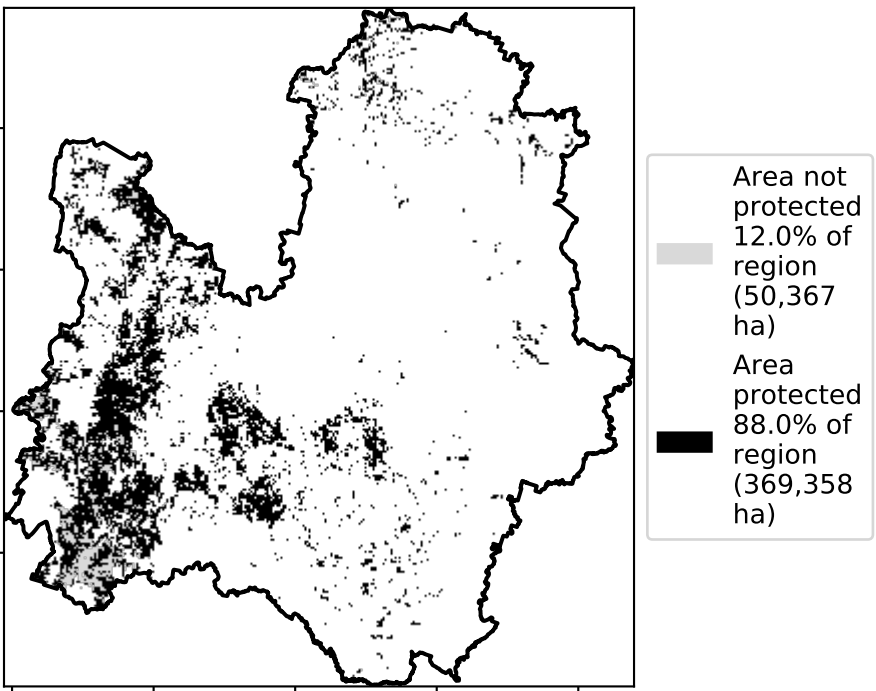 Area not
protected
12.0% of
region
(50,367
ha)
Area
protected
88.0% of
region
(369,358
ha)